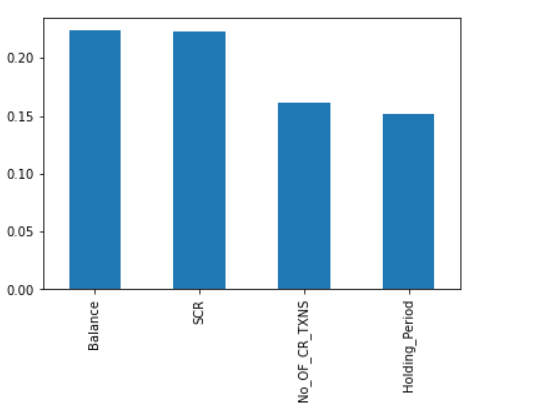 0.20
0.15
0.10
0.05
0.00
Balance
SCR
No_OF_CR_TXNS
Holding_Period